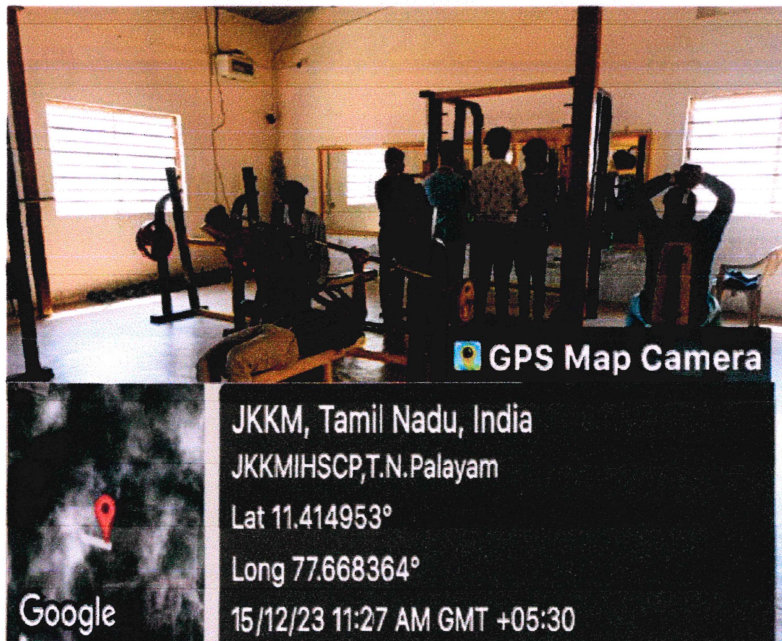 GPS Map Camera
JKKM, Tamil Nadu, India
JKKMIHSCP,T.N.Palayam
Lat 11.414953°
Long 77.668364°
15/12/23 11:27 AM GMT +05:30
Google